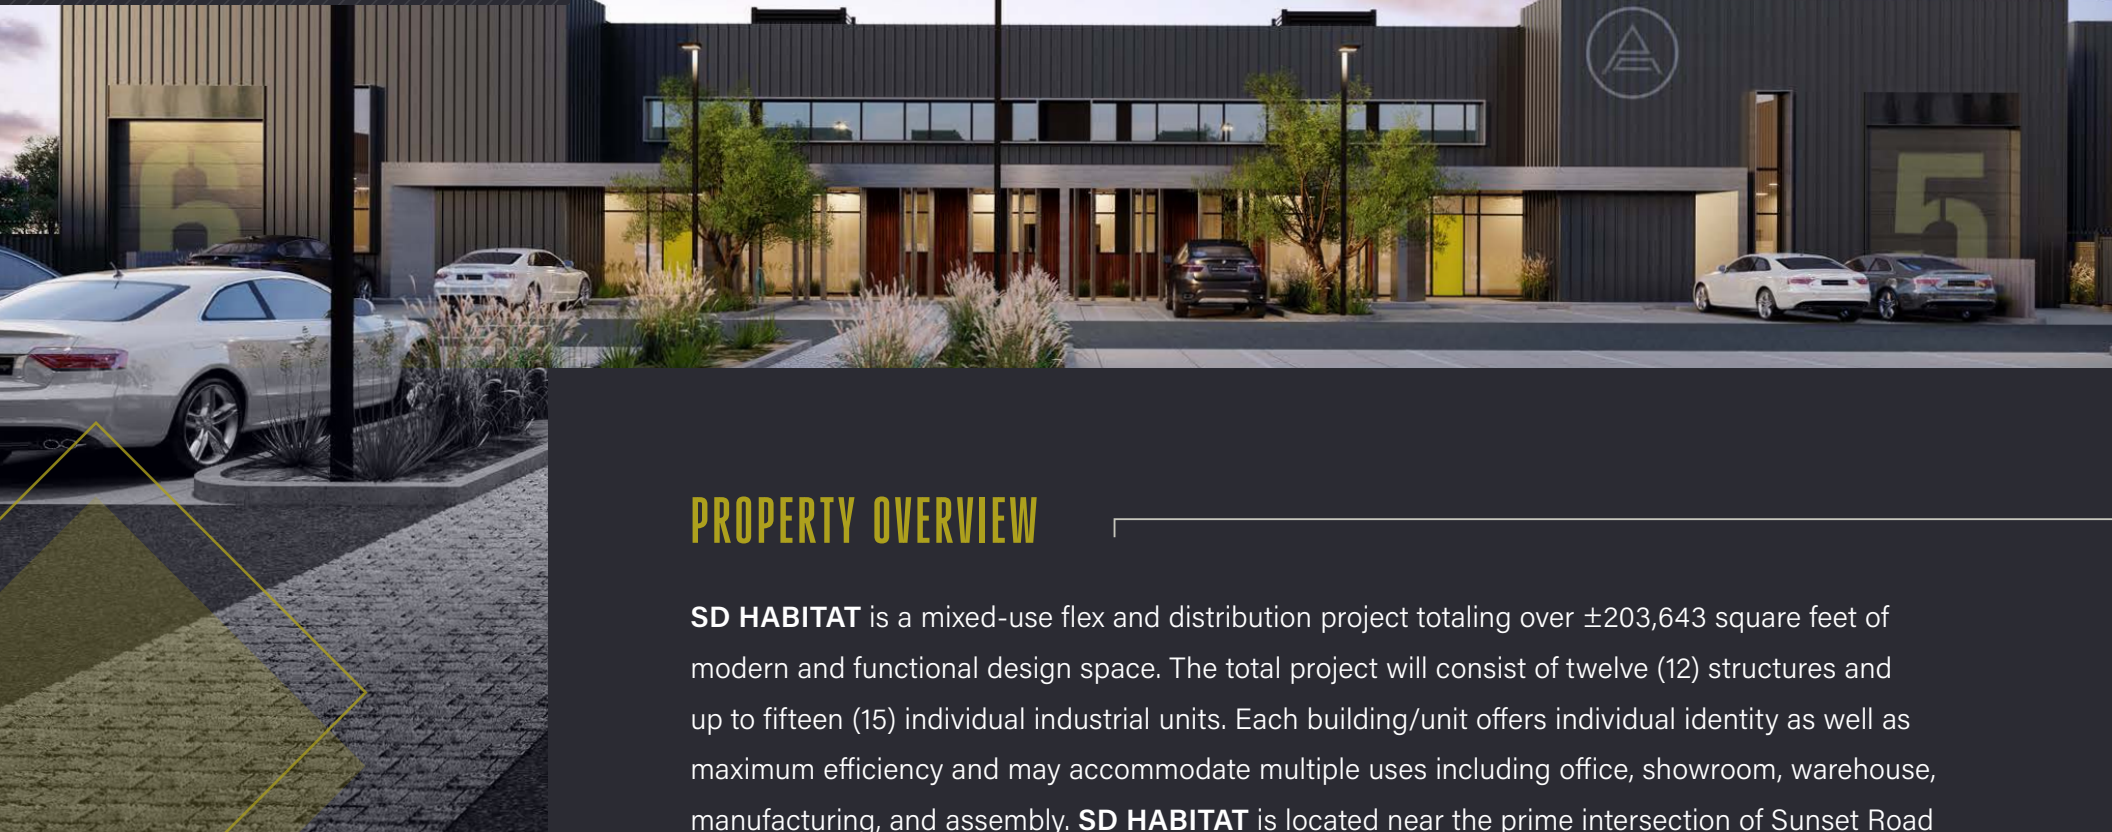 6
5
PROPERTY OVERVIEW
SD HABITAT is a mixed-use flex and distribution project totaling over ±203,643 square feet of
modern and functional design space. The total project will consist of twelve (12) structures and
up to fifteen (15) individual industrial units. Each building/unit offers individual identity as well as
maximum efficiency and may accommodate multiple uses including office, showroom, warehouse,
manufacturing, and assembly. SD HABITAT is located near the prime intersection of Sunset Road